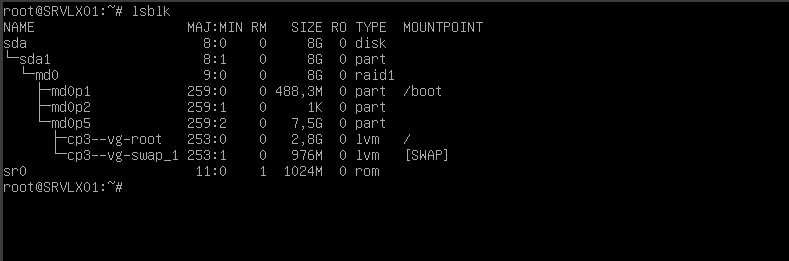 root@SRVLX01:~# lsblk
NAME                  MAJ:MIN RM   SIZE RO TYPE  MOUNTPOINT
sda                     8:0    0     8G  0 disk
└─sda1                  8:1    0     8G  0 part
  └─md0                 9:0    0     8G  0 raid1
    ├─md0p1           259:0    0 488,3M  0 part  /boot
    ├─md0p2           259:1    0     1K  0 part
    └─md0p5           259:2    0   7,5G  0 part
      ├─cp3--vg-root  253:0    0   2,8G  0 lvm   /
      └─cp3--vg-swap_1 253:1    0   976M  0 lvm   [SWAP]
sr0                    11:0    1  1024M  0 rom
root@SRVLX01:~#